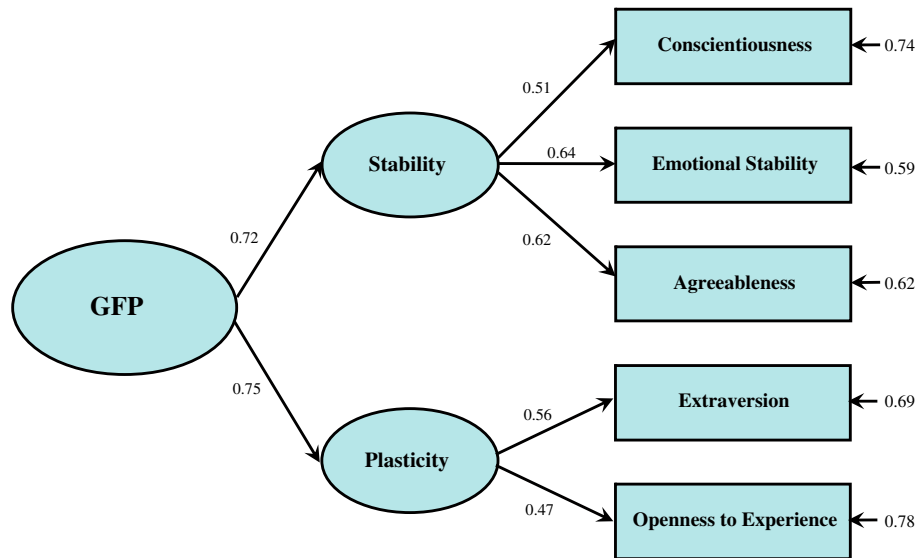 Conscientiousness
0.74
0.51
Stability
0.64
Emotional Stability
0.59
0.72
0.62
Agreeableness
0.62
GFP
0.75
Extraversion
0.69
0.56
Plasticity
0.47
Openness to Experience
0.78